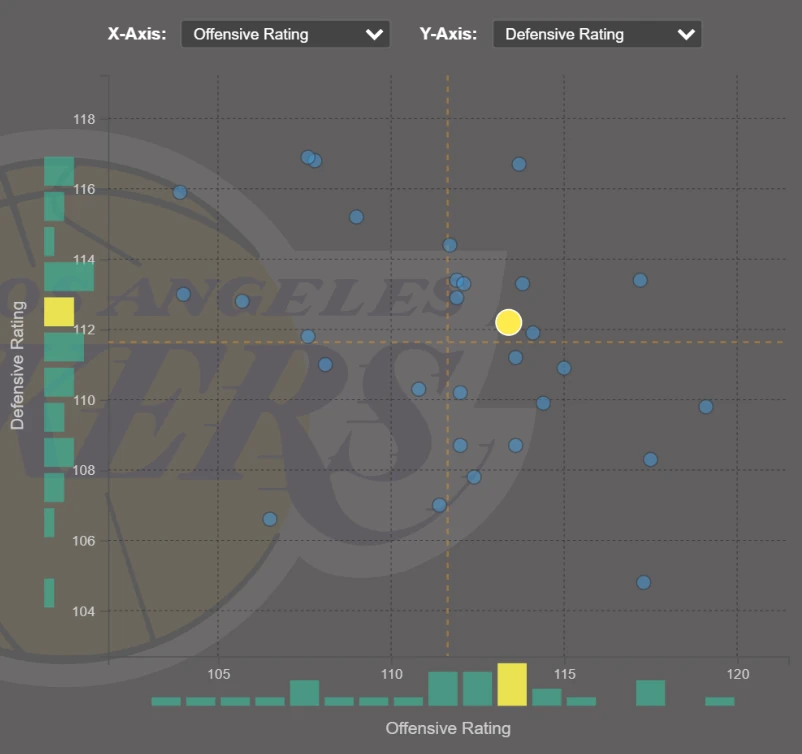 X-Axis: Offensive Rating Y-Axis: Defensive Rating
118
116
114
LOS ANGELES
112
110
108
106
104
Defensive Rating
105 110 115 120
Offensive Rating